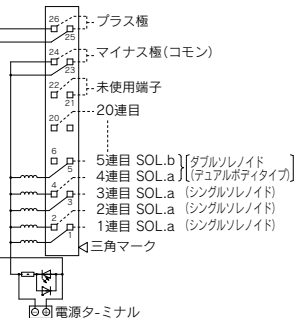 26
プラス極
25
24
マイナス極(コモン)
23
22
未使用端子
21
20
20連目
6
5連目 SOL.b
ダブルソレノイド
5
4連目 SOL.a
(デュアルボディタイプ)
4
3連目 SOL.a (シングルソレノイド)
3
2連目 SOL.a (シングルソレノイド)
2
1連目 SOL.a (シングルソレノイド)
1
三角マーク
電源ターミナル